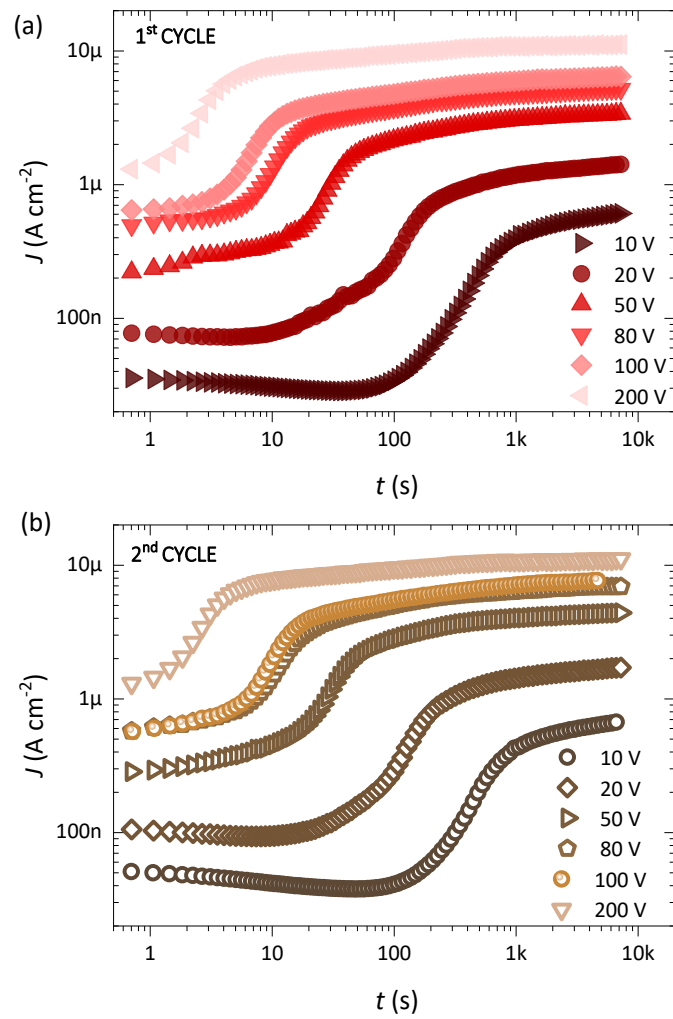 (a)
1st CYCLE
10µ
1µ
100n
J (A cm-2)
10 V
20 V
50 V
80 V
100 V
200 V
1 10 100 1k 10k
t (s)
(b)
2nd CYCLE
10µ
1µ
100n
J (A cm-2)
10 V
20 V
50 V
80 V
100 V
200 V
1 10 100 1k 10k
t (s)